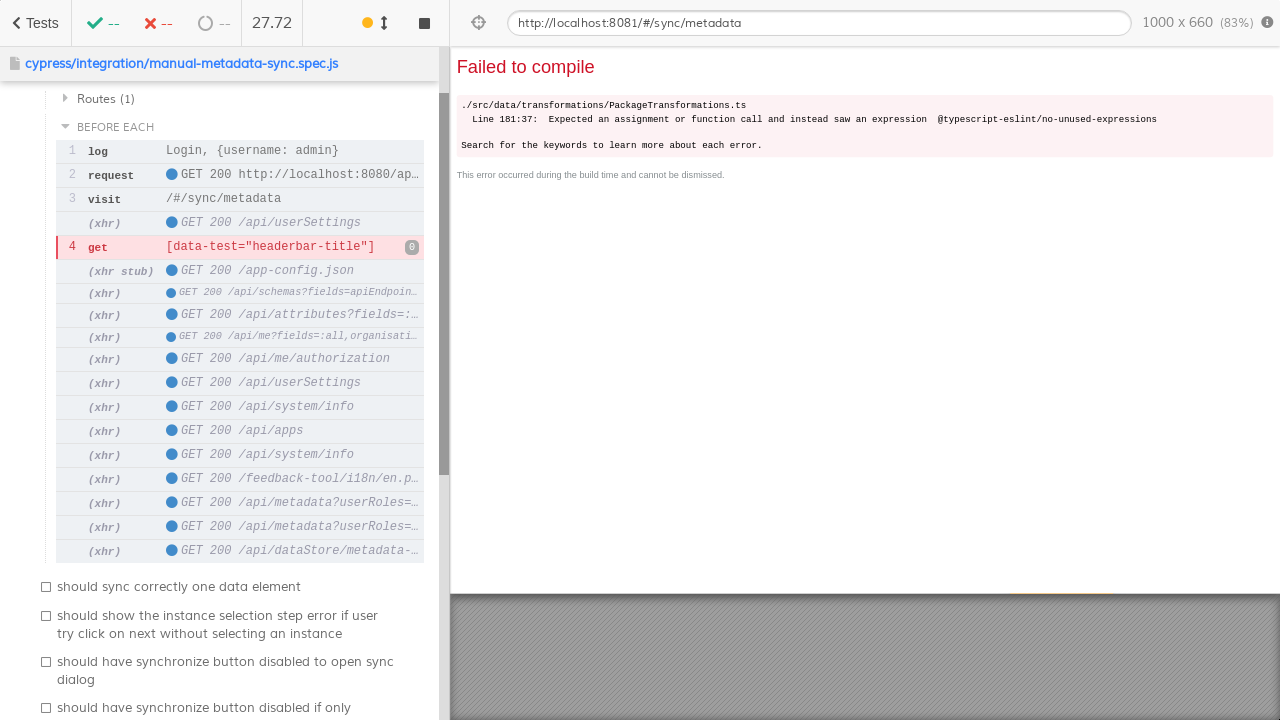 Tests
--
--
--
27.72
http://localhost:8081/#/sync/metadata
1000 x 660 (83%)
cypress/integration/manual-metadata-sync.spec.js
Routes (1)
BEFORE EACH
1 log Login, {username: admin}
2 request GET 200 http://localhost:8080/ap…
3 visit /#/sync/metadata
(xhr) GET 200 /api/userSettings
4 get [data-test="headerbar-title"] 0
(xhr stub) GET 200 /app-config.json
(xhr) GET 200 /api/schemas?fields=apiEndpoin…
(xhr) GET 200 /api/attributes?fields=:…
(xhr) GET 200 /api/me?fields=:all,organisati…
(xhr) GET 200 /api/me/authorization
(xhr) GET 200 /api/userSettings
(xhr) GET 200 /api/system/info
(xhr) GET 200 /api/apps
(xhr) GET 200 /api/system/info
(xhr) GET 200 /feedback-tool/i18n/en.p…
(xhr) GET 200 /api/metadata?userRoles=…
(xhr) GET 200 /api/metadata?userRoles=…
(xhr) GET 200 /api/dataStore/metadata-…
should sync correctly one data element
should show the instance selection step error if user
try click on next without selecting an instance
should have synchronize button disabled to open sync
dialog
should have synchronize button disabled if only
Failed to compile
./src/data/transformations/PackageTransformations.ts
Line 181:37:  Expected an assignment or function call and instead saw an expression  @typescript-eslint/no-unused-expressions
Search for the keywords to learn more about each error.
This error occurred during the build time and cannot be dismissed.